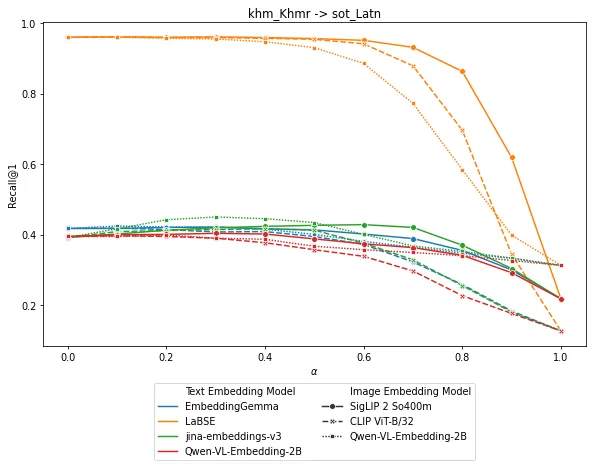 khm_Khmr -> sot_Latn
1.0
0.8
0.6
0.4
0.2
Recall@1
0.0 0.2 0.4 0.6 0.8 1.0
α
Text Embedding Model Image Embedding Model
EmbeddingGemma SigLIP 2 So400m
LaBSE CLIP ViT-B/32
jina-embeddings-v3 Qwen-VL-Embedding-2B
Qwen-VL-Embedding-2B